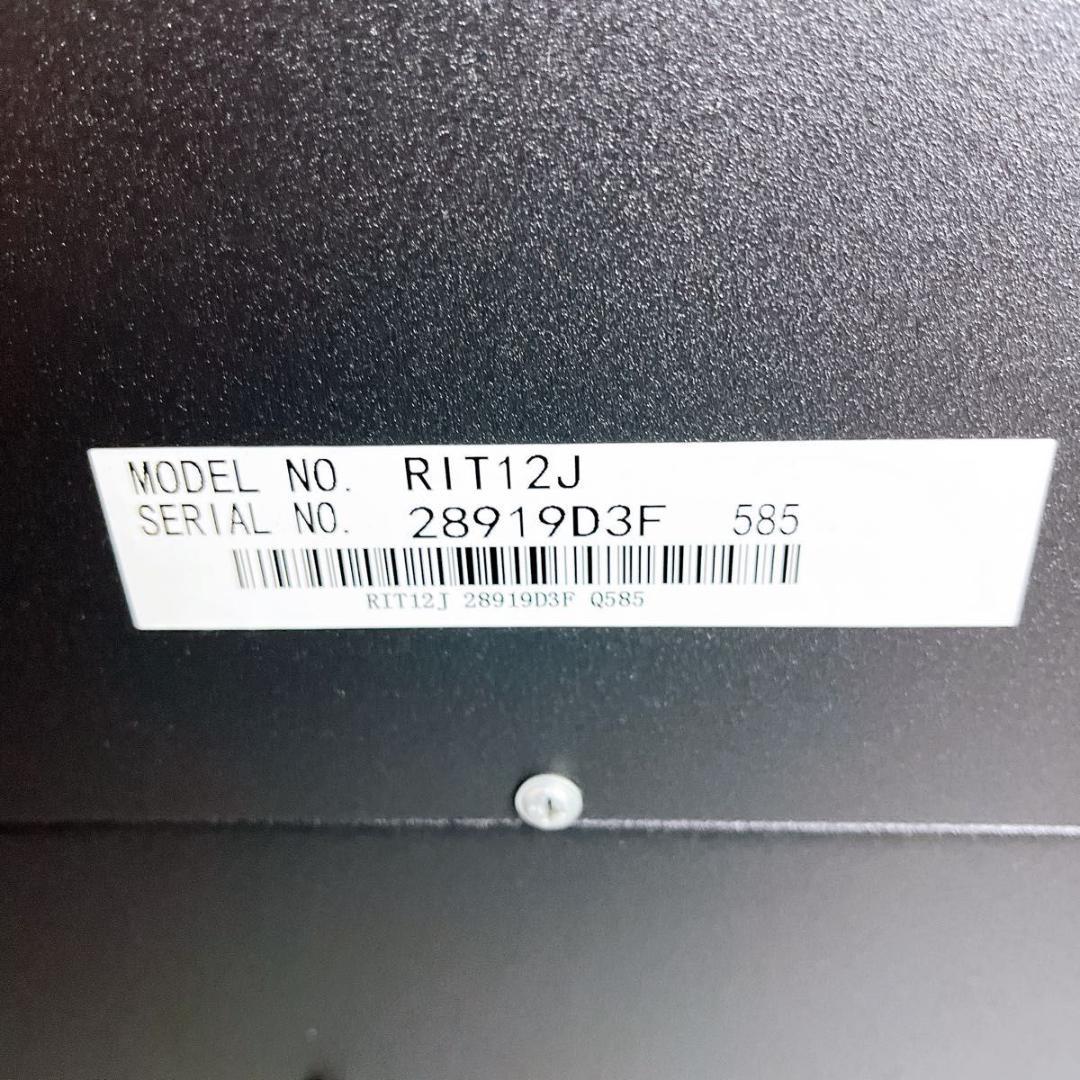 MODEL NO. RIT12J
SERIAL NO. 28919D3F 585
RIT12J 28919D3F Q585